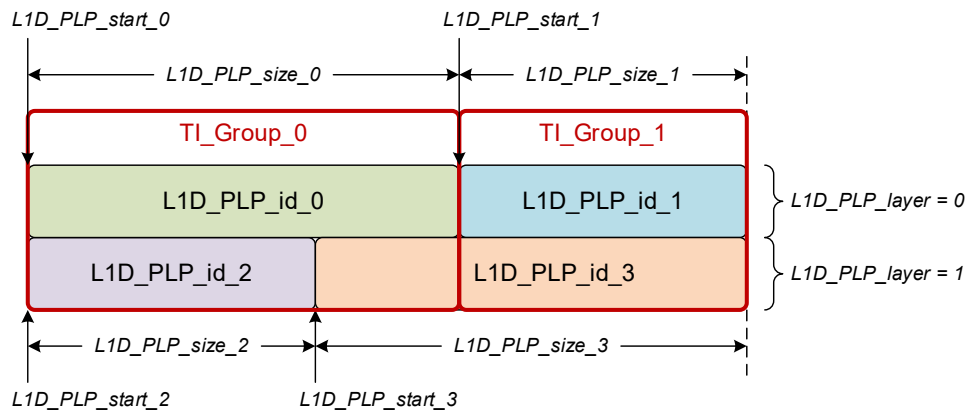 L1D_PLP_start_0 L1D_PLP_start_1
L1D_PLP_size_0 L1D_PLP_size_1
TI_Group_0 TI_Group_1
L1D_PLP_id_0 L1D_PLP_id_1 L1D_PLP_layer = 0
L1D_PLP_id_2 L1D_PLP_id_3 L1D_PLP_layer = 1
L1D_PLP_size_2 L1D_PLP_size_3
L1D_PLP_start_2 L1D_PLP_start_3